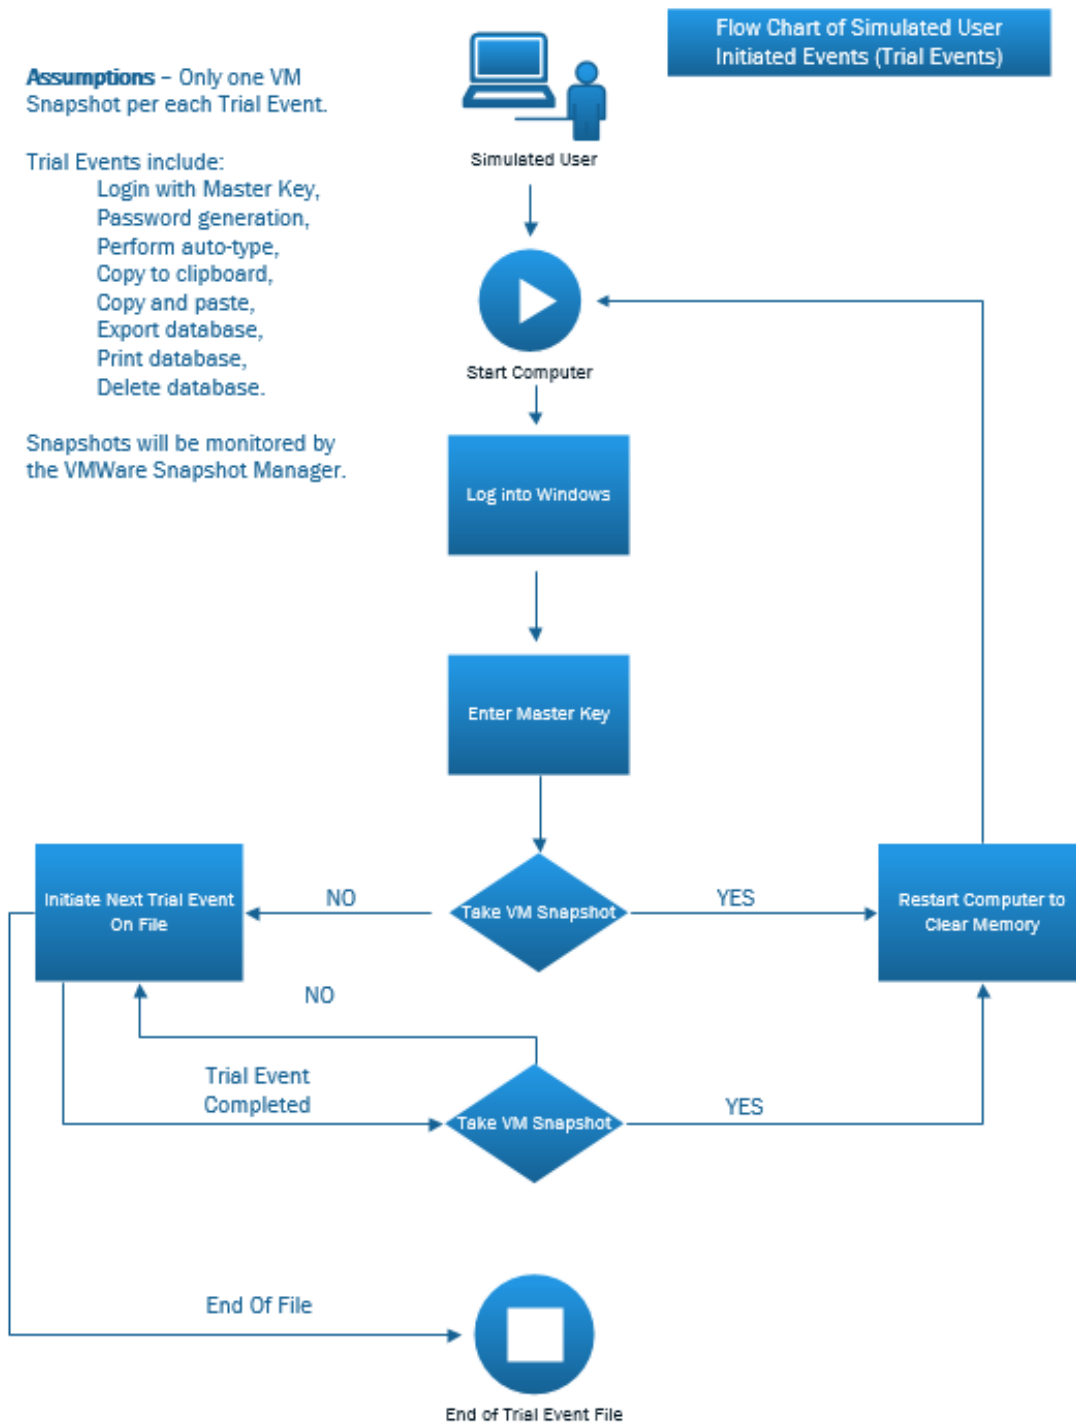 Flow Chart of Simulated User
Initiated Events (Trial Events)
Assumptions – Only one VM
Snapshot per each Trial Event.
Trial Events include:
Login with Master Key,
Password generation,
Perform auto-type,
Copy to clipboard,
Copy and paste,
Export database,
Print database,
Delete database.
Snapshots will be monitored by
the VMWare Snapshot Manager.
Simulated User
Start Computer
Log into Windows
Enter Master Key
Initiate Next Trial Event
On File
NO
Take VM Snapshot
YES
Restart Computer to
Clear Memory
NO
Trial Event
Completed
Take VM Snapshot
YES
End Of File
End of Trial Event File